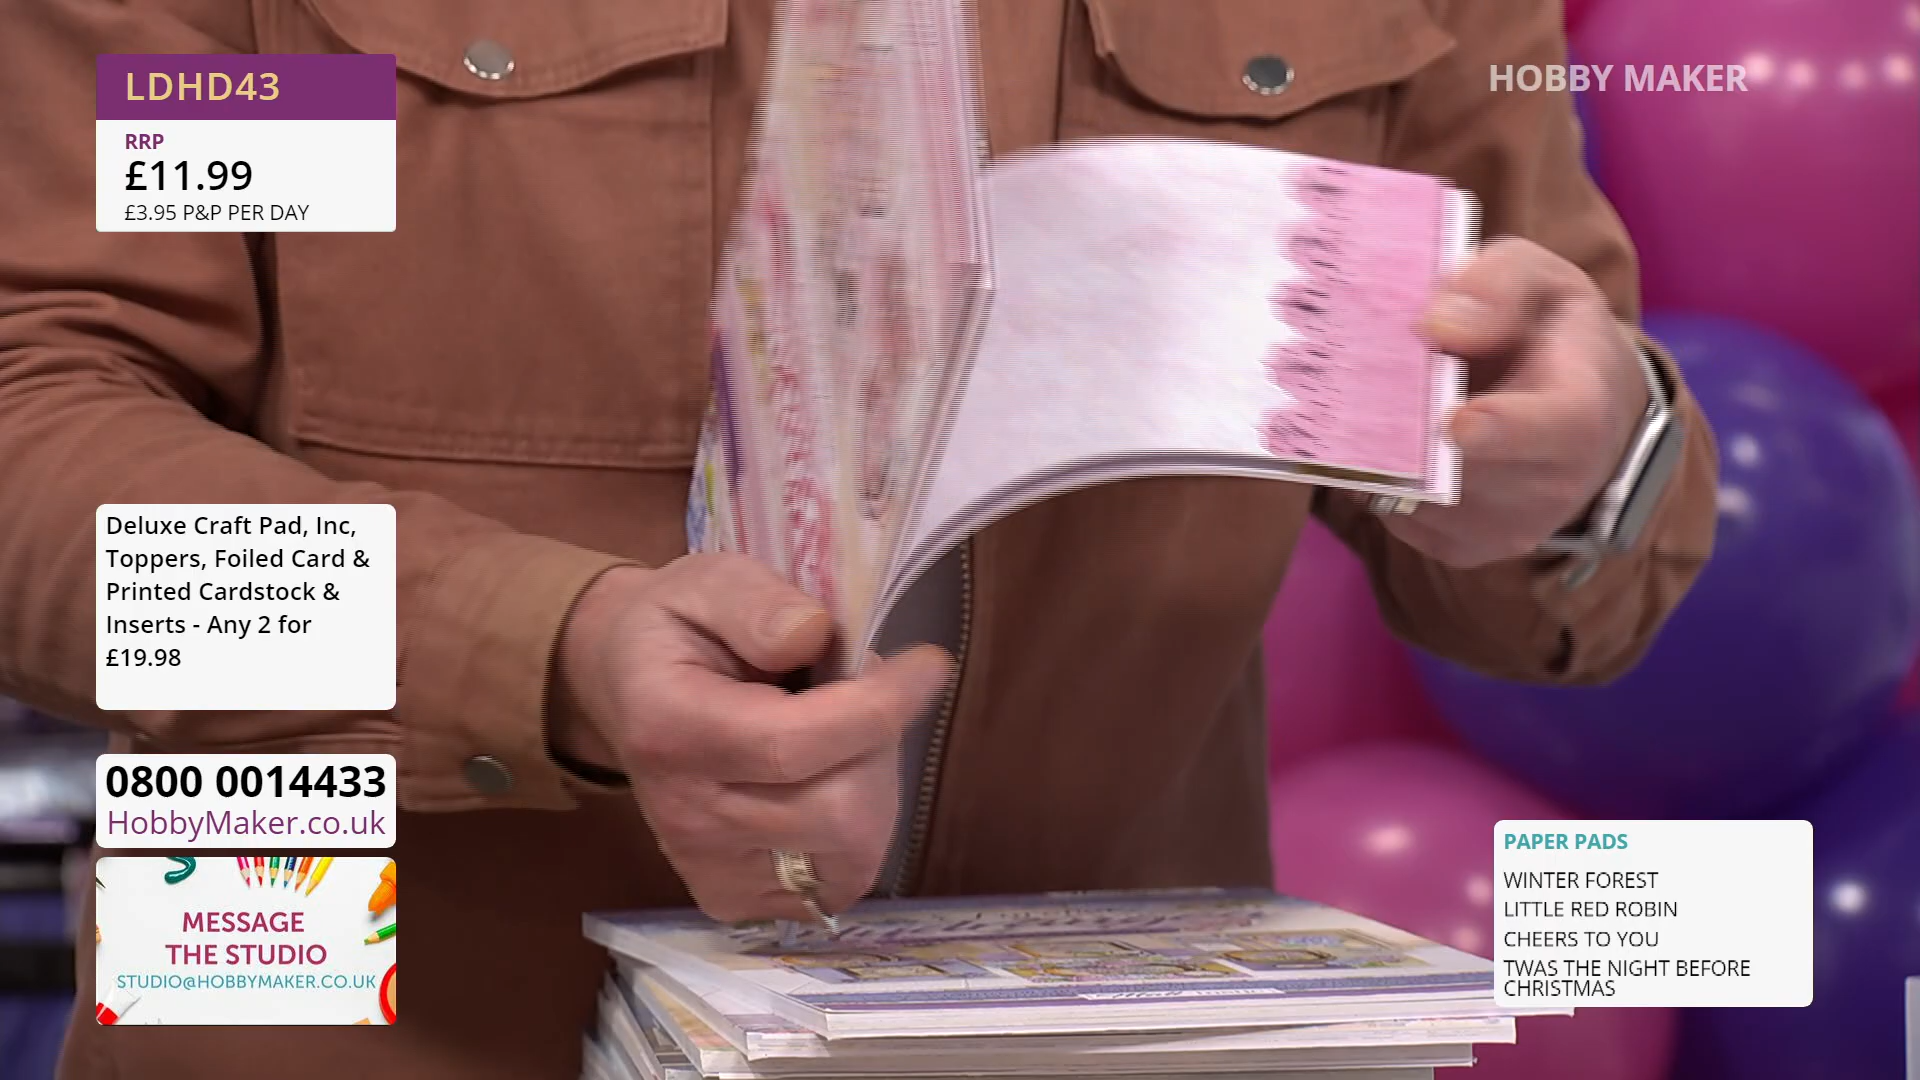 LDHD43
RRP
£11.99
£3.95 P&P PER DAY
HOBBY MAKER
Deluxe Craft Pad, Inc,
Toppers, Foiled Card &
Printed Cardstock &
Inserts - Any 2 for
£19.98
0800 0014433
HobbyMaker.co.uk
MESSAGE
THE STUDIO
STUDIO@HOBBYMAKER.CO.UK
PAPER PADS
WINTER FOREST
LITTLE RED ROBIN
CHEERS TO YOU
TWAS THE NIGHT BEFORE
CHRISTMAS